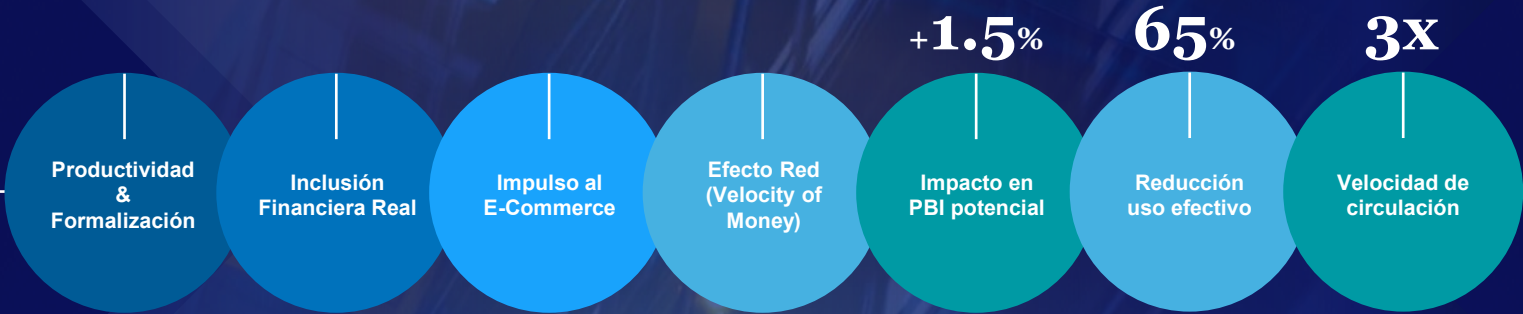 +1.5%
65%
3x
Productividad
&
Formalización
Inclusión
Financiera Real
Impulso al
E-Commerce
Efecto Red
(Velocity of
Money)
Impacto en
PBI potencial
Reducción
uso efectivo
Velocidad de
circulación